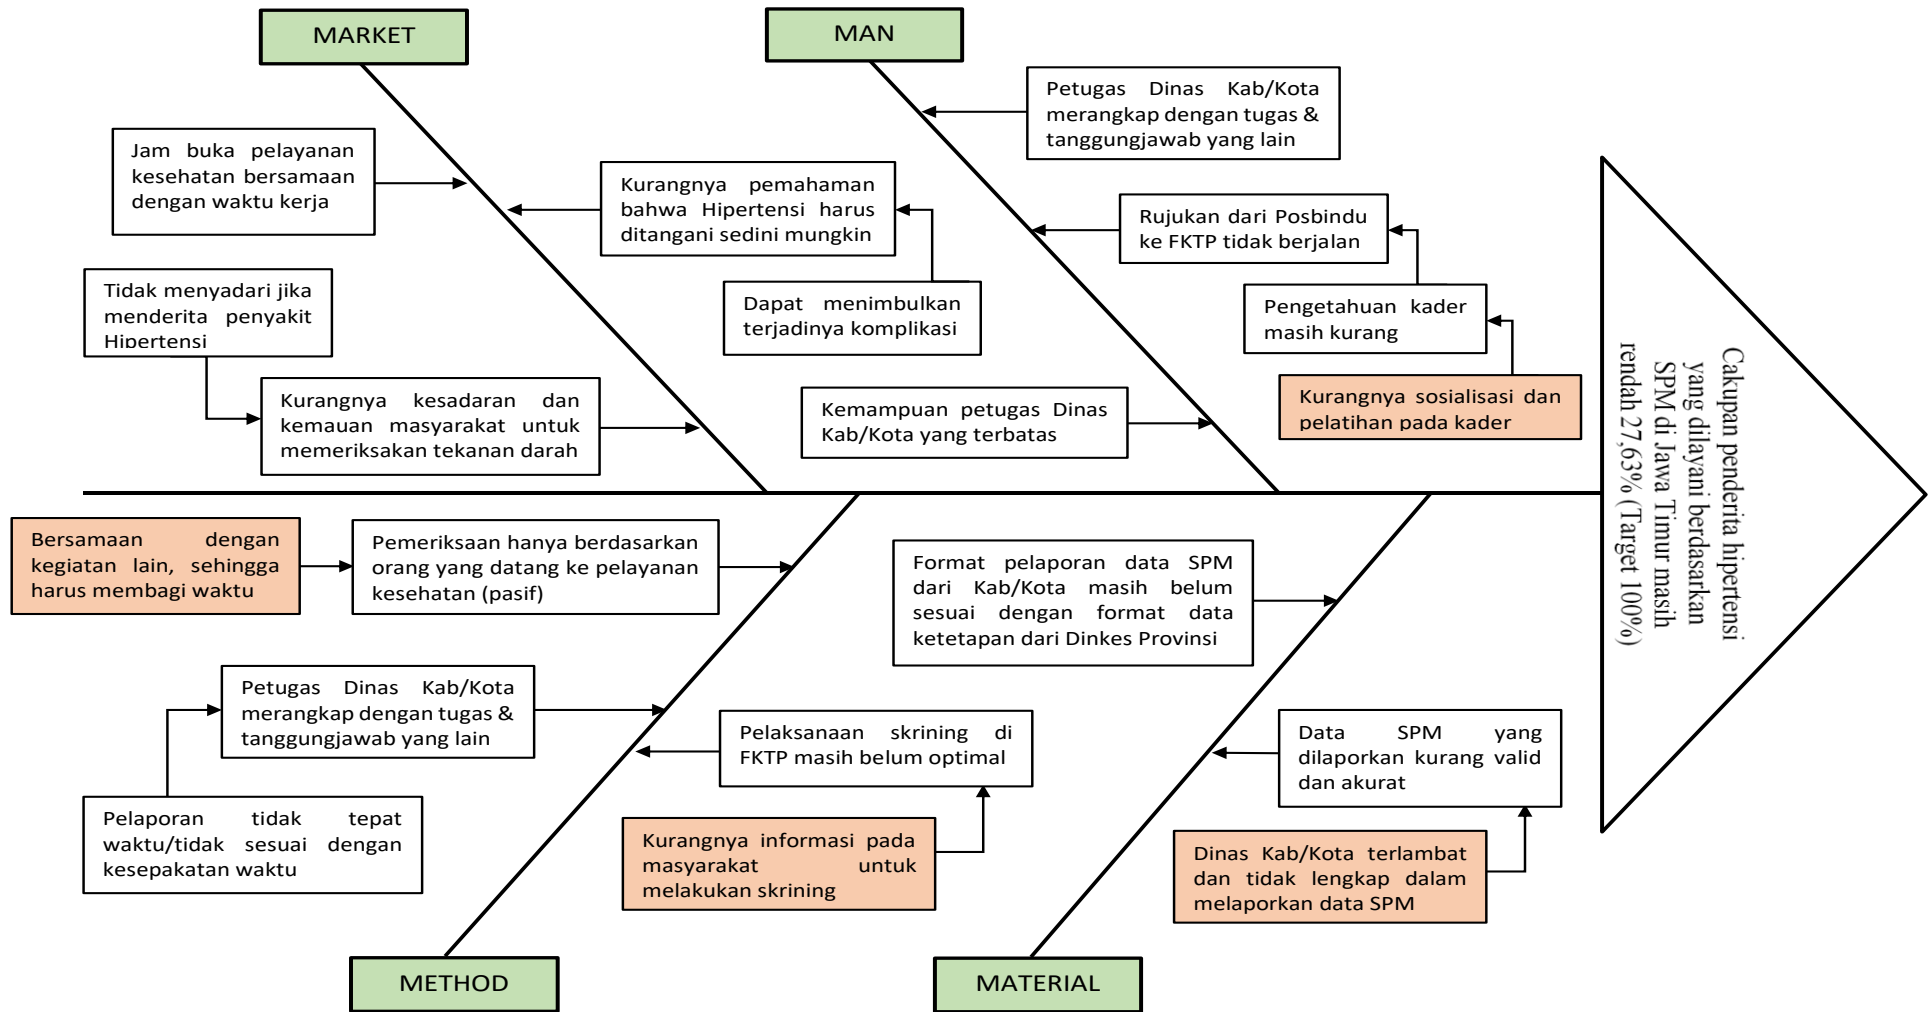 MARKET
MAN
Petugas Dinas Kab/Kota
merangkap dengan tugas &
tanggungjawab yang lain
Jam buka pelayanan
kesehatan bersamaan
dengan waktu kerja
Kurangnya pemahaman
bahwa Hipertensi harus
ditangani sedini mungkin
Rujukan dari Posbindu
ke FKTP tidak berjalan
Tidak menyadari jika
menderita penyakit
Hipertensi
Dapat menimbulkan
terjadinya komplikasi
Pengetahuan kader
masih kurang
Kurangnya kesadaran dan
kemauan masyarakat untuk
memeriksakan tekanan darah
Kemampuan petugas Dinas
Kab/Kota yang terbatas
Kurangnya sosialisasi dan
pelatihan pada kader
Cakupan penderita hipertensi
yang dilayani berdasarkan
SPM di Jawa Timur masih
rendah 27,63% (Target 100%)
Bersamaan dengan
kegiatan lain, sehingga
harus membagi waktu
Pemeriksaan hanya berdasarkan
orang yang datang ke pelayanan
kesehatan (pasif)
Format pelaporan data SPM
dari Kab/Kota masih belum
sesuai dengan format data
ketetapan dari Dinkes Provinsi
Petugas Dinas Kab/Kota
merangkap dengan tugas &
tanggungjawab yang lain
Pelaksanaan skrining di
FKTP masih belum optimal
Data SPM yang
dilaporkan kurang valid
dan akurat
Pelaporan tidak tepat
waktu/tidak sesuai dengan
kesepakatan waktu
Kurangnya informasi pada
masyarakat untuk
melakukan skrining
Dinas Kab/Kota terlambat
dan tidak lengkap dalam
melaporkan data SPM
METHOD
MATERIAL